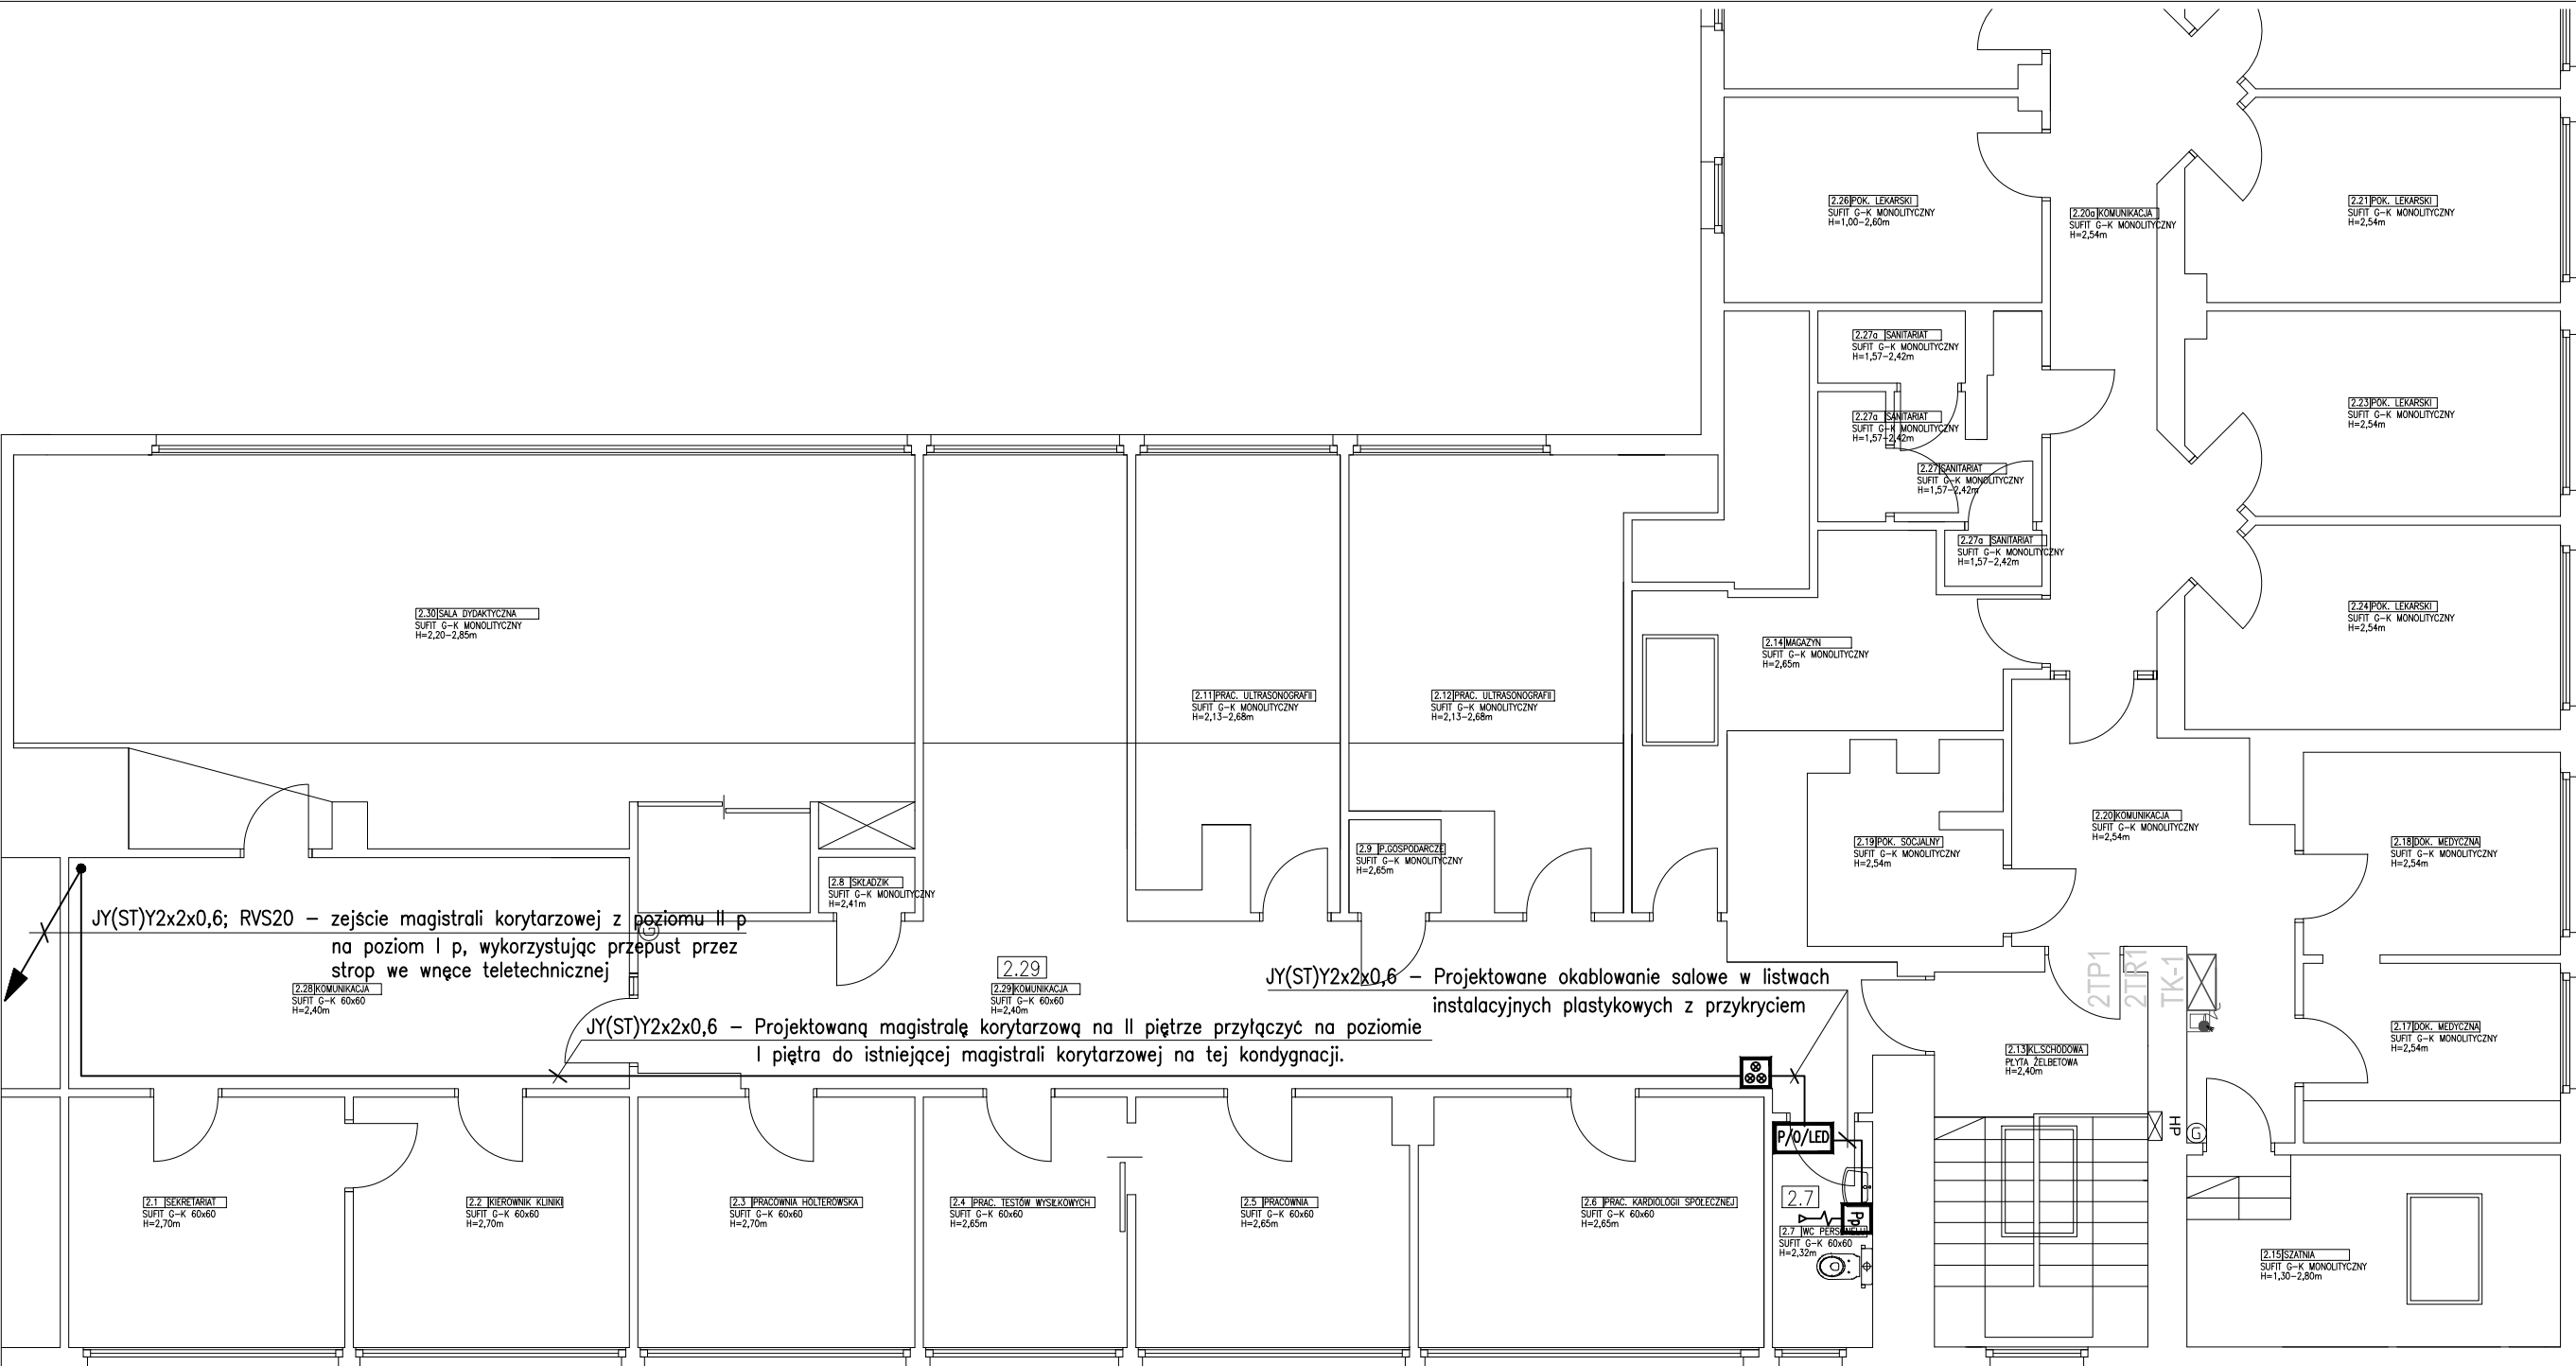 2.26 POK. LEKARSKI
SUFIT G-K MONOLITYCZNY
H=1,00-2,60m
2.20a KOMUNIKACJA
SUFIT G-K MONOLITYCZNY
H=2,54m
2.21 POK. LEKARSKI
SUFIT G-K MONOLITYCZNY
H=2,54m
2.27a SANITARIAT
SUFIT G-K MONOLITYCZNY
H=1,57-2,42m
2.27a SANITARIAT
SUFIT G-K MONOLITYCZNY
H=1,57-2,42m
2.27 SANITARIAT
SUFIT G-K MONOLITYCZNY
H=1,57-2,42m
2.27a SANITARIAT
SUFIT G-K MONOLITYCZNY
H=1,57-2,42m
2.23 POK. LEKARSKI
SUFIT G-K MONOLITYCZNY
H=2,54m
2.24 POK. LEKARSKI
SUFIT G-K MONOLITYCZNY
H=2,54m
2.30 SALA DYDAKTYCZNA
SUFIT G-K MONOLITYCZNY
H=2,20-2,85m
2.11 PRAC. ULTRASONOGRAFII
SUFIT G-K MONOLITYCZNY
H=2,13-2,68m
2.12 PRAC. ULTRASONOGRAFII
SUFIT G-K MONOLITYCZNY
H=2,13-2,68m
2.14 MAGAZYN
SUFIT G-K MONOLITYCZNY
H=2,65m
2.8 SKŁADZIK
SUFIT G-K MONOLITYCZNY
H=2,41m
2.9 P.GOSPODARCZE
SUFIT G-K MONOLITYCZNY
H=2,65m
2.19 POK. SOCJALNY
SUFIT G-K MONOLITYCZNY
H=2,54m
2.20 KOMUNIKACJA
SUFIT G-K MONOLITYCZNY
H=2,54m
2.18 DOK. MEDYCZNA
SUFIT G-K MONOLITYCZNY
H=2,54m
JY(ST)Y2x2x0,6; RVS20 – zejście magistrali korytarzowej z poziomu II p
na poziom I p, wykorzystując przepust przez
strop we wnęce teletechnicznej
G
2.28 KOMUNIKACJA
SUFIT G-K 60x60
H=2,40m
2.29
2.29 KOMUNIKACJA
SUFIT G-K 60x60
H=2,40m
JY(ST)Y2x2x0,6 – Projektowane okablowanie salowe w listwach
instalacyjnych plastykowych z przykryciem
JY(ST)Y2x2x0,6 – Projektowaną magistralę korytarzową na II piętrze przyłączyć na poziomie
I piętra do istniejącej magistrali korytarzowej na tej kondygnacji.
2TP1
2TR1
TK-1
2.13 KL.SCHODOWA
PŁYTA ŻELBETOWA
H=2,40m
2.17 DOK. MEDYCZNA
SUFIT G-K MONOLITYCZNY
H=2,54m
HP
G
P/O/LED
2.1 SEKRETARIAT
SUFIT G-K 60x60
H=2,70m
2.2 KIEROWNIK KLINIKI
SUFIT G-K 60x60
H=2,70m
2.3 PRACOWNIA HOLTEROWSKA
SUFIT G-K 60x60
H=2,70m
2.4 PRAC. TESTÓW WYSIŁKOWYCH
SUFIT G-K 60x60
H=2,65m
2.5 PRACOWNIA
SUFIT G-K 60x60
H=2,65m
2.6 PRAC. KARDIOLOGII SPOŁECZNEJ
SUFIT G-K 60x60
H=2,65m
2.7
Pp
2.7 WC PERSONELU
SUFIT G-K 60x60
H=2,32m
2.15 SZATNIA
SUFIT G-K MONOLITYCZNY
H=1,30-2,80m